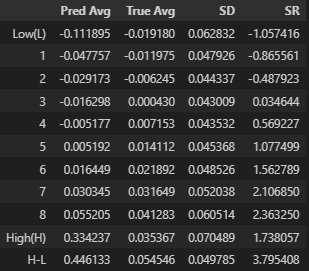 Pred Avg True Avg SD SR
Low(L) -0.111895 -0.019180 0.062832 -1.057416
1 -0.047757 -0.011975 0.047926 -0.865561
2 -0.029173 -0.006245 0.044337 -0.487923
3 -0.016298 0.000430 0.043009 0.034644
4 -0.005177 0.007153 0.043532 0.569227
5 0.005192 0.014112 0.045368 1.077499
6 0.016449 0.021892 0.048526 1.562789
7 0.030345 0.031649 0.052038 2.106850
8 0.055205 0.041283 0.060514 2.363250
High(H) 0.334237 0.035367 0.070489 1.738057
H-L 0.446133 0.054546 0.049785 3.795408